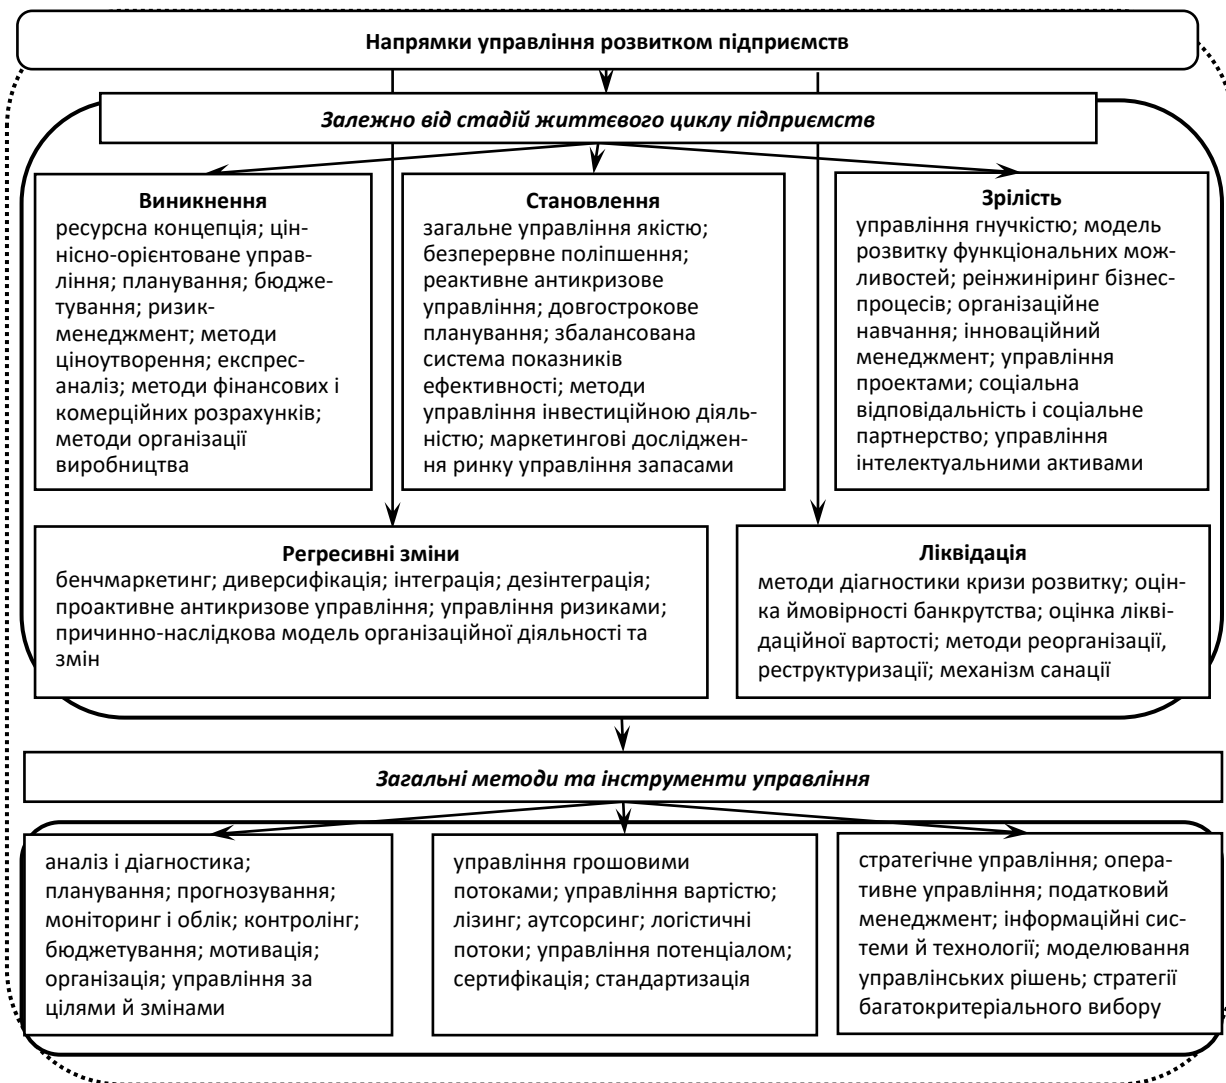 Напрямки управління розвитком підприємств
Залежно від стадій життєвого циклу підприємств
Виникнення
ресурсна концепція; цін-
нісно-орієнтоване управ-
ління; планування; бюдже-
тування; ризик-
менеджмент; методи
ціноутворення; експрес-
аналіз; методи фінансових і
комерційних розрахунків;
методи організації
виробництва
Становлення
загальне управління якістю;
безперервне поліпшення;
реактивне антикризове
управління; довгострокове
планування; збалансована
система показників
ефективності; методи
управління інвестиційною діяль-
ністю; маркетингові дослідження-
ня ринку управління запасами
Зрілість
управління гнучкістю; модель
розвитку функціональних мож-
ливостей; реінжиніринг бізнес-
процесів; організаційне
навчання; інноваційний
менеджмент; управління
проектами; соціальна
відповідальність і соціальне
партнерство; управління
інтелектуальними активами
Регресивні зміни
бенчмаркетинг; диверсифікація; інтеграція; дезінтеграція;
проактивне антикризове управління; управління ризиками;
причинно-наслідкова модель організаційної діяльності та
змін
Ліквідація
методи діагностики кризи розвитку; оцін-
ка ймовірності банкрутства; оцінка лікві-
даційної вартості; методи реорганізації,
реструктуризації; механізм санації
Загальні методи та інструменти управління
аналіз і діагностика;
планування; прогнозування;
моніторинг і облік; контролінг;
бюджетування; мотивація;
організація; управління за
цілями й змінами
управління грошовими
потоками; управління вартістю;
лізинг; аутсорсинг; логістичні
потоки; управління потенціалом;
сертифікація; стандартизація
стратегічне управління; опера-
тивне управління; податковий
менеджмент; інформаційні сис-
теми й технології; моделювання
управлінських рішень; стратегії
багатокритеріального вибору